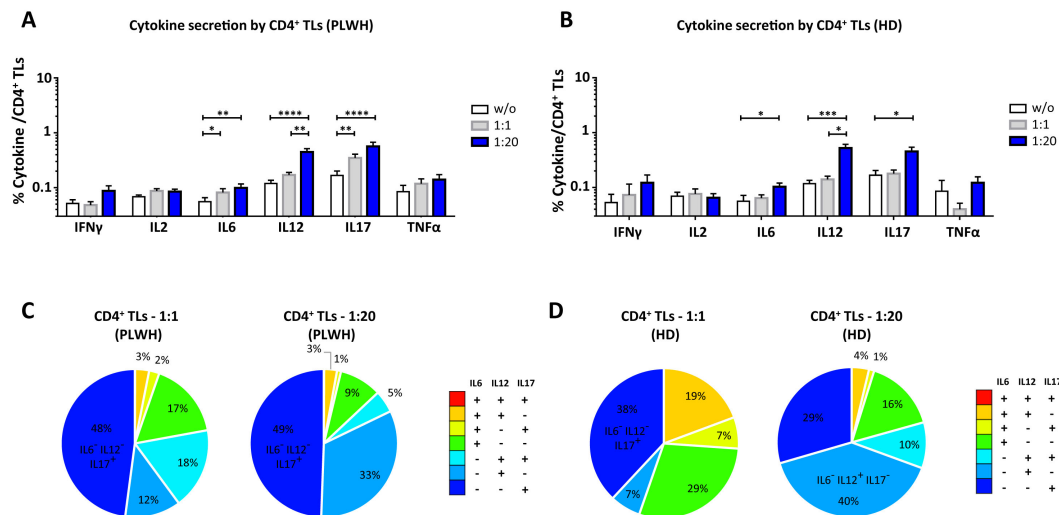 A
Cytokine secretion by CD4⁺ TLs (PLWH)
% Cytokine /CD4⁺ TLs
10
1
0.1
**
*
****
**
****
**
w/o
1:1
1:20
IFNγ IL2 IL6 IL12 IL17 TNFα
B
Cytokine secretion by CD4⁺ TLs (HD)
% Cytokine/CD4⁺ TLs
10
1
0.1
*
***
*
*
w/o
1:1
1:20
IFNγ IL2 IL6 IL12 IL17 TNFα
C
CD4⁺ TLs - 1:1
(PLWH)
3%
2%
17%
18%
12%
48%
IL6⁻ IL12⁻
IL17⁺
CD4⁺ TLs - 1:20
(PLWH)
3%
1%
9%
5%
33%
49%
IL6⁻ IL12⁻
IL17⁺
IL6 IL12 IL17
+ + +
+ + -
+ - +
+ - -
- + +
- + -
- - +
D
CD4⁺ TLs - 1:1
(HD)
19%
7%
29%
7%
38%
IL6⁻ IL12⁻
IL17⁺
CD4⁺ TLs - 1:20
(HD)
4%
1%
16%
10%
IL6⁻ IL12⁺ IL17⁻
40%
29%
IL6 IL12 IL17
+ + +
+ + -
+ - +
+ - -
- + +
- + -
- - +